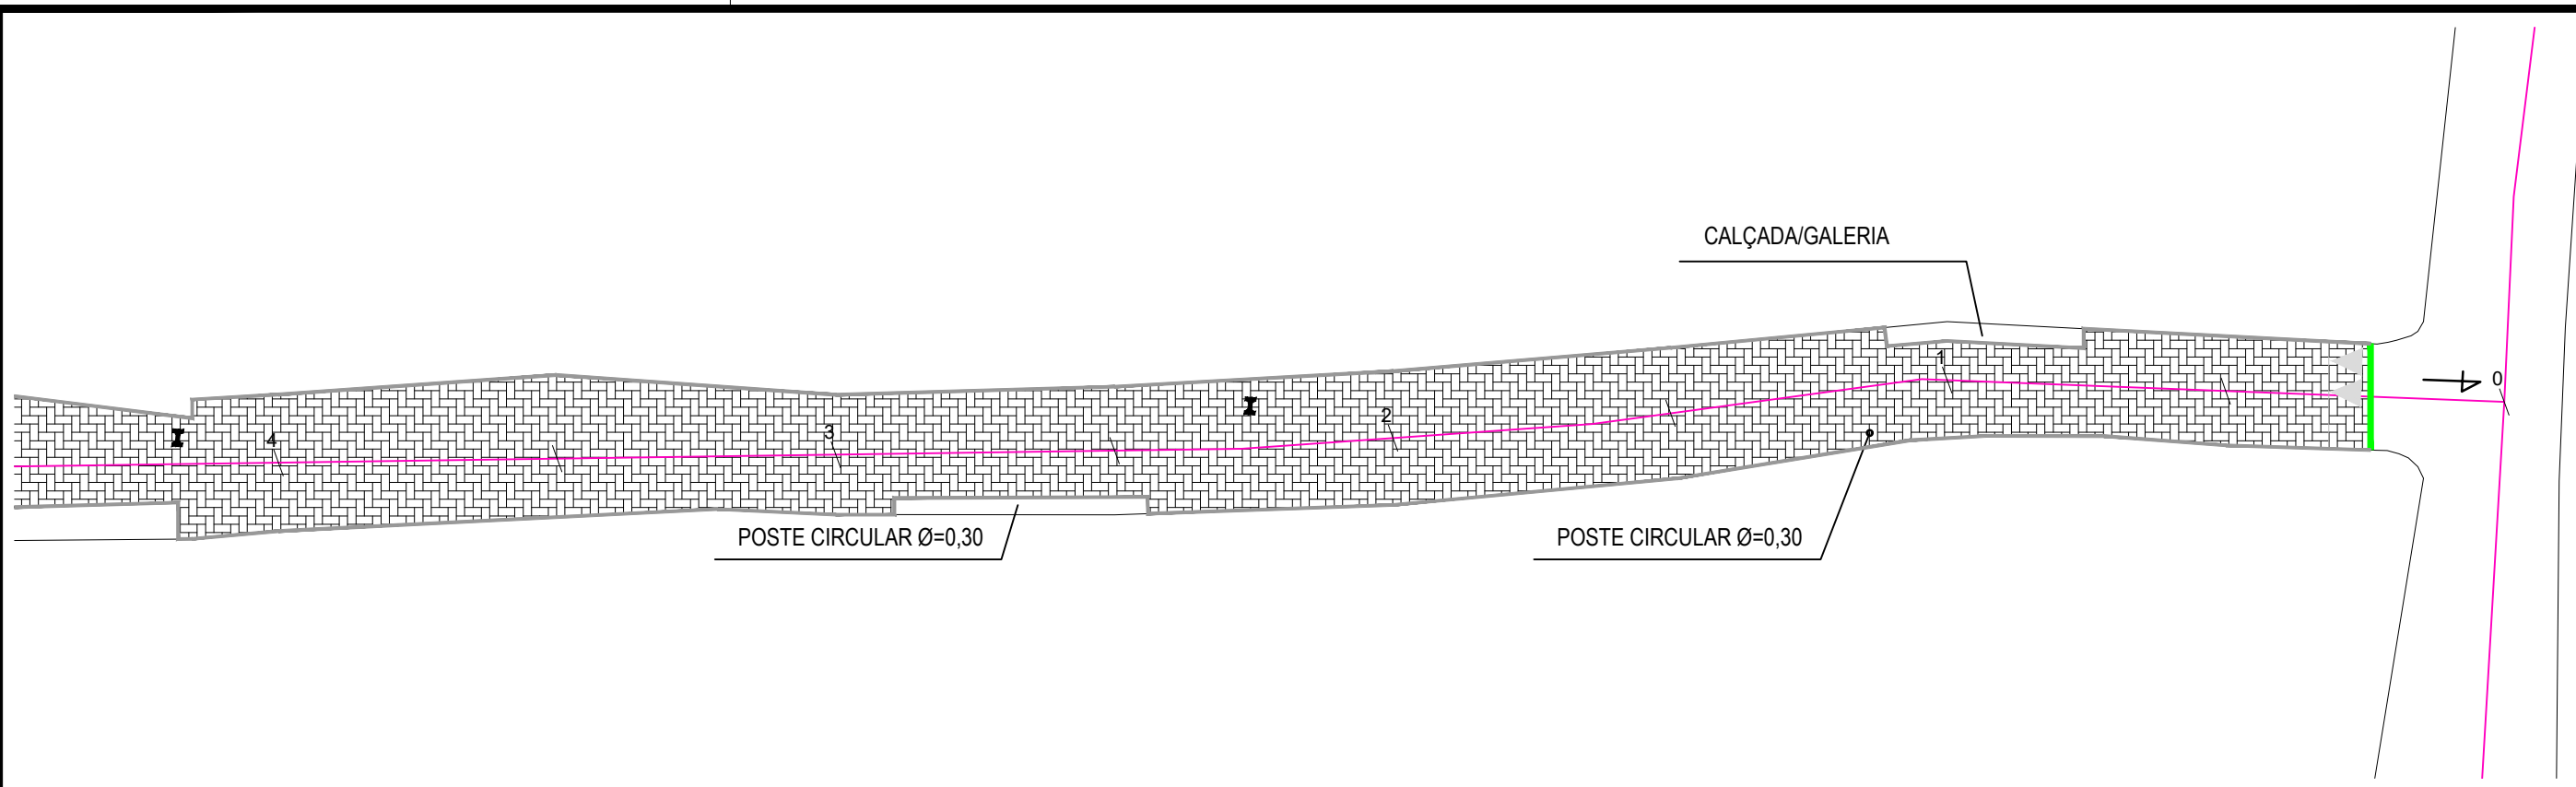 CALÇADA/GALERIA
1
0
2
3
4
POSTE CIRCULAR Ø=0,30
POSTE CIRCULAR Ø=0,30